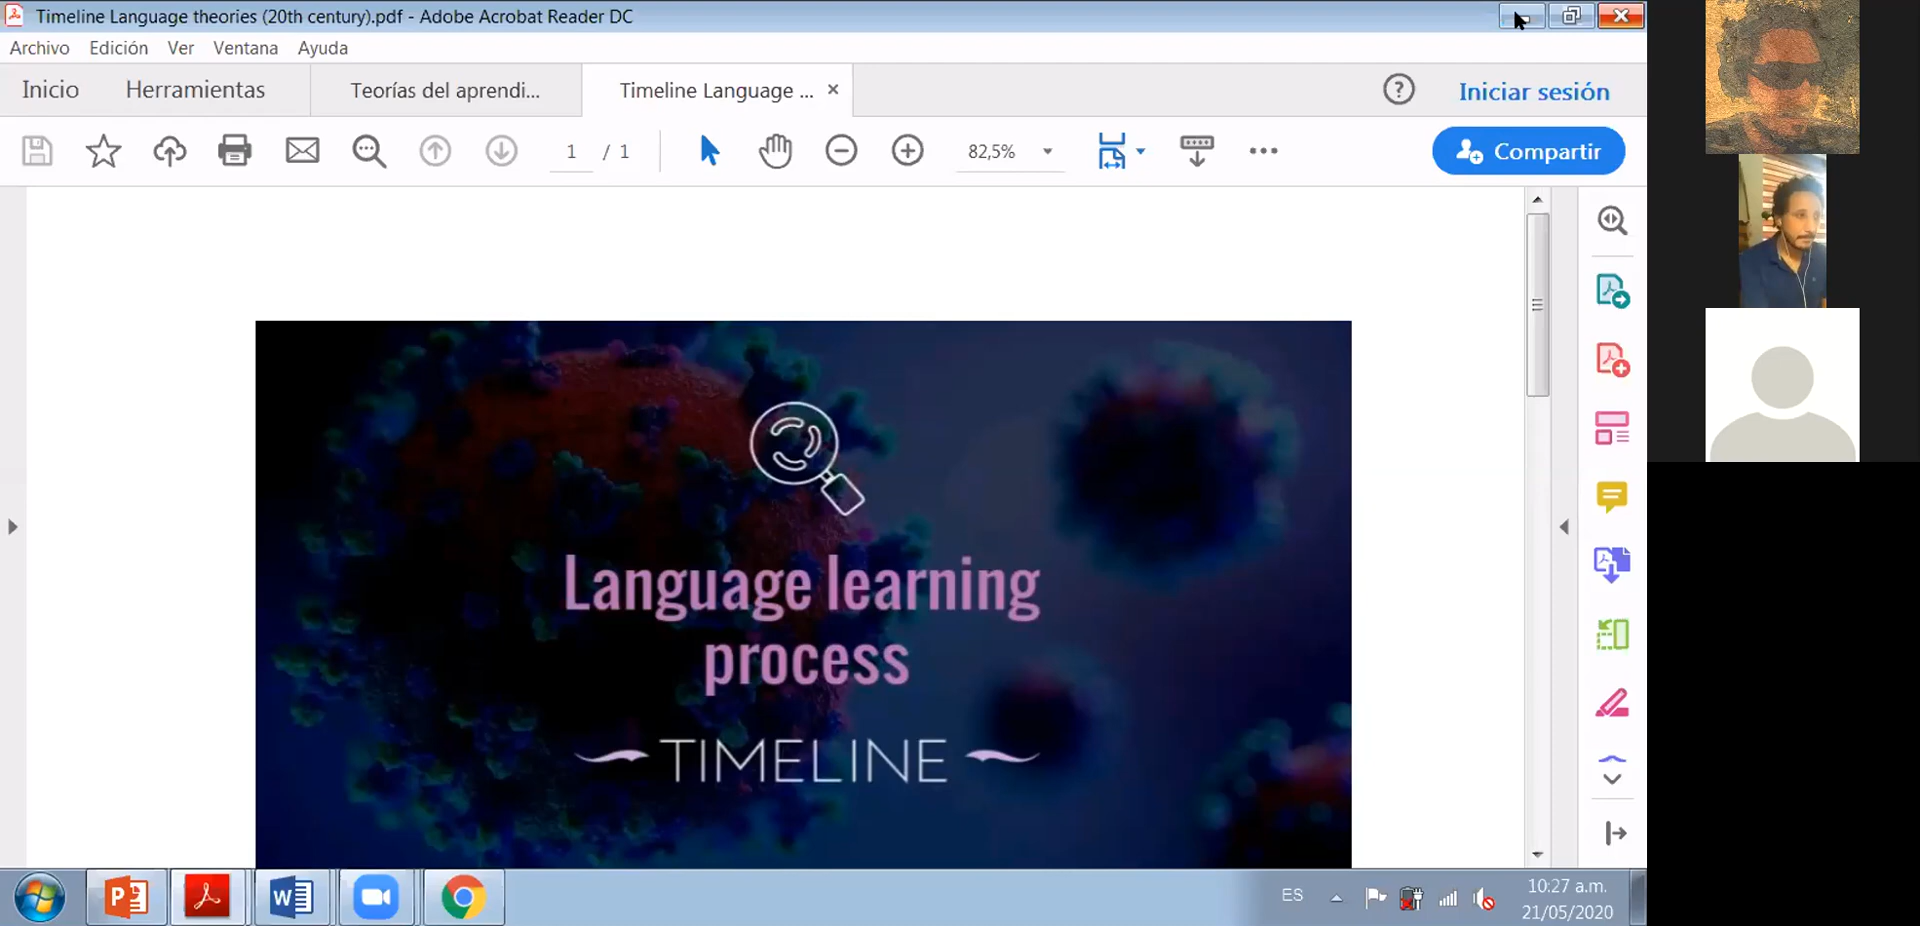 Timeline Language theories (20th century).pdf - Adobe Acrobat Reader DC
Archivo Edición Ver Ventana Ayuda
Inicio Herramientas Teorías del aprendi... Timeline Language ... × ? Iniciar sesión
1 / 1 82,5% Compartir
Language learning
process
TIMELINE
ES 10:27 a.m.
21/05/2020